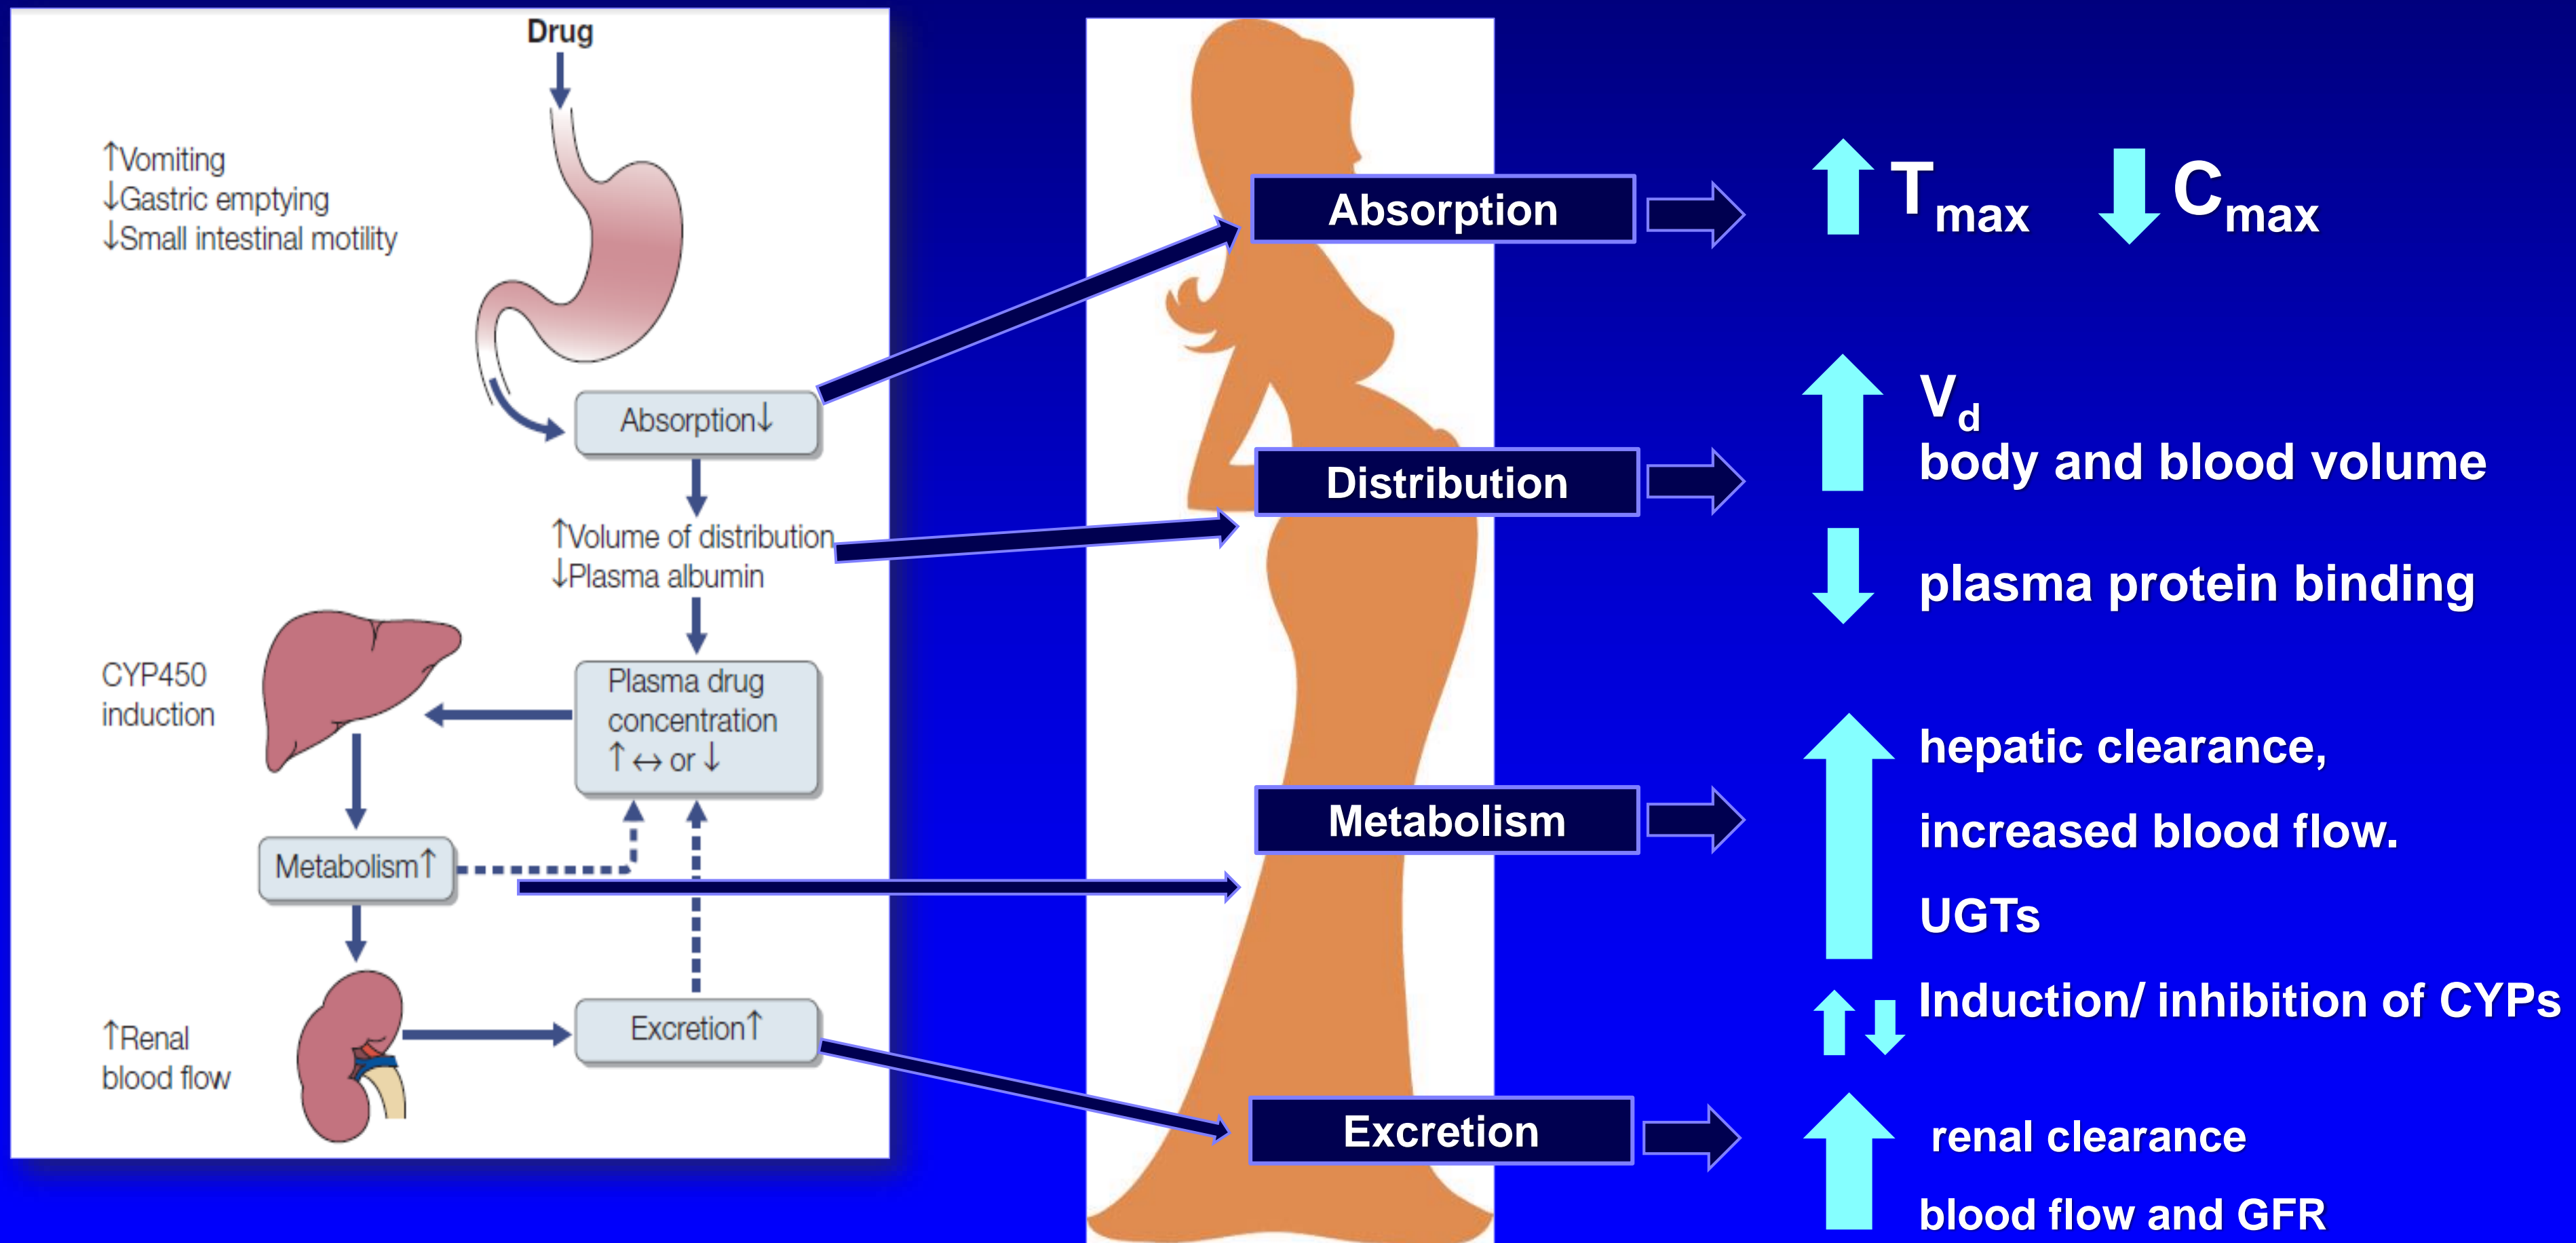 Drug
↑Vomiting
↓Gastric emptying
↓Small intestinal motility
Absorption↓
↑Volume of distribution
↓Plasma albumin
CYP450
induction
Plasma drug
concentration
↑ ↔ or ↓
Metabolism↑
↑Renal
blood flow
Excretion↑
Absorption
↑ Tmax ↓ Cmax
Distribution
Vd
body and blood volume
plasma protein binding
Metabolism
hepatic clearance,
increased blood flow.
UGTs
Induction/ inhibition of CYPs
Excretion
renal clearance
blood flow and GFR